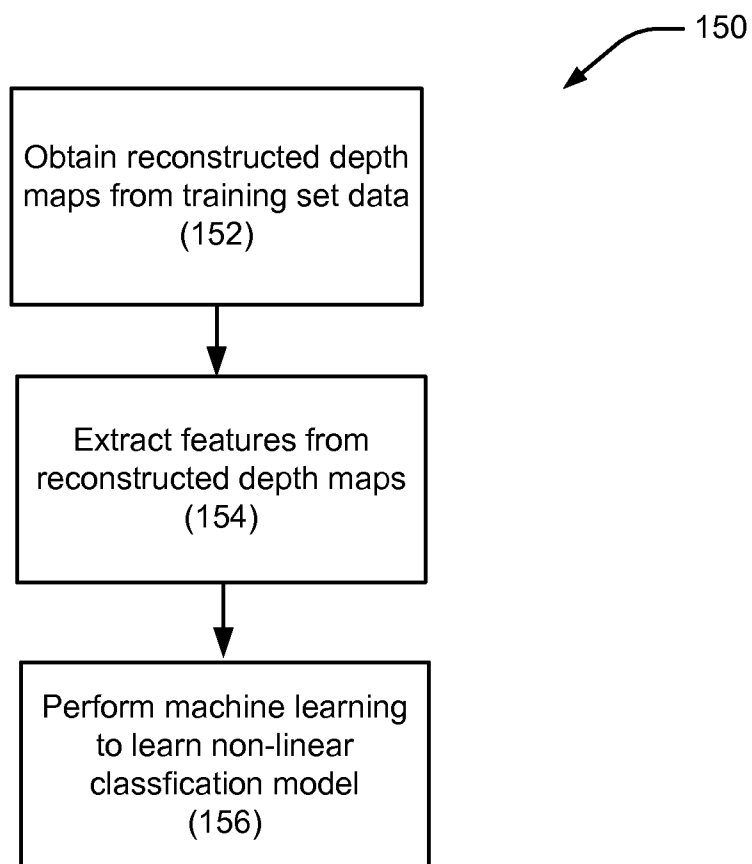 150
Obtain reconstructed depth
maps from training set data
(152)
Extract features from
reconstructed depth maps
(154)
Perform machine learning
to learn non-linear
classfication model
(156)